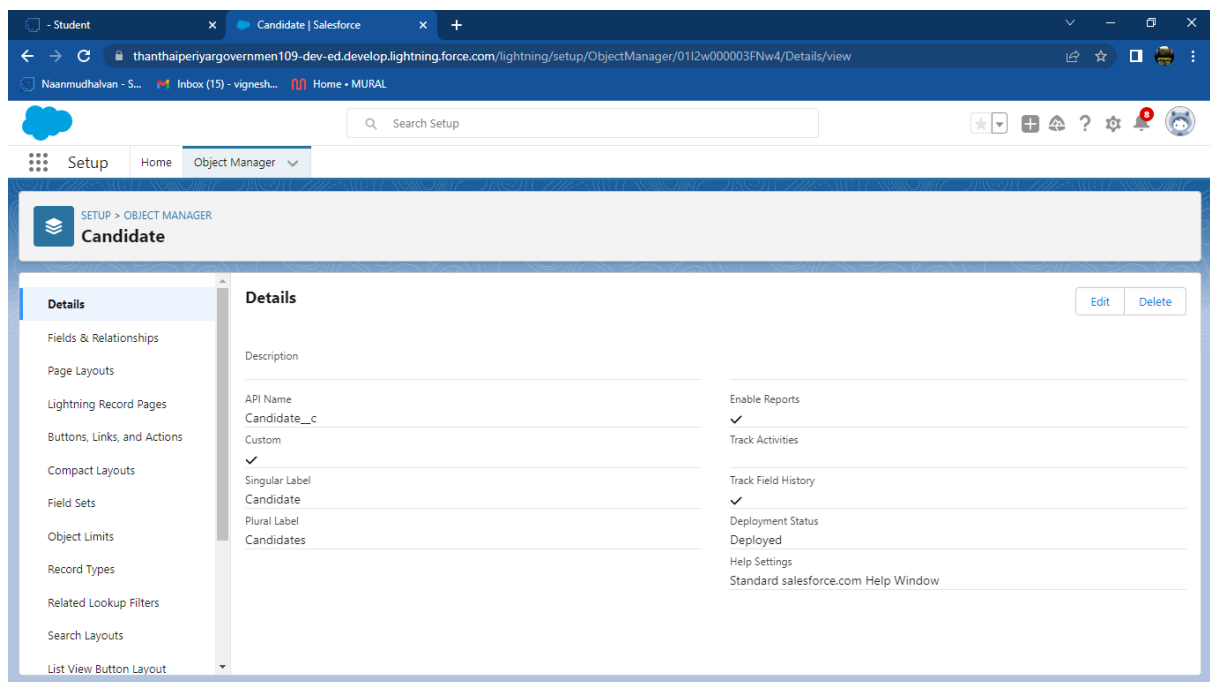 - Student
Candidate | Salesforce
thanthaiperiyargovernmen109-dev-ed.develop.lightning.force.com/lightning/setup/ObjectManager/01I2w000003FNw4/Details/view
Naanmudhalvan - S...
Inbox (15) - vignesh...
Home • MURAL
Search Setup
8
Setup
Home
Object Manager
SETUP > OBJECT MANAGER
Candidate
Details
Fields & Relationships
Page Layouts
Lightning Record Pages
Buttons, Links, and Actions
Compact Layouts
Field Sets
Object Limits
Record Types
Related Lookup Filters
Search Layouts
List View Button Layout
Details
Edit
Delete
Description
API Name
Candidate__c
Custom
Singular Label
Candidate
Plural Label
Candidates
Enable Reports
Track Activities
Track Field History
Deployment Status
Deployed
Help Settings
Standard salesforce.com Help Window